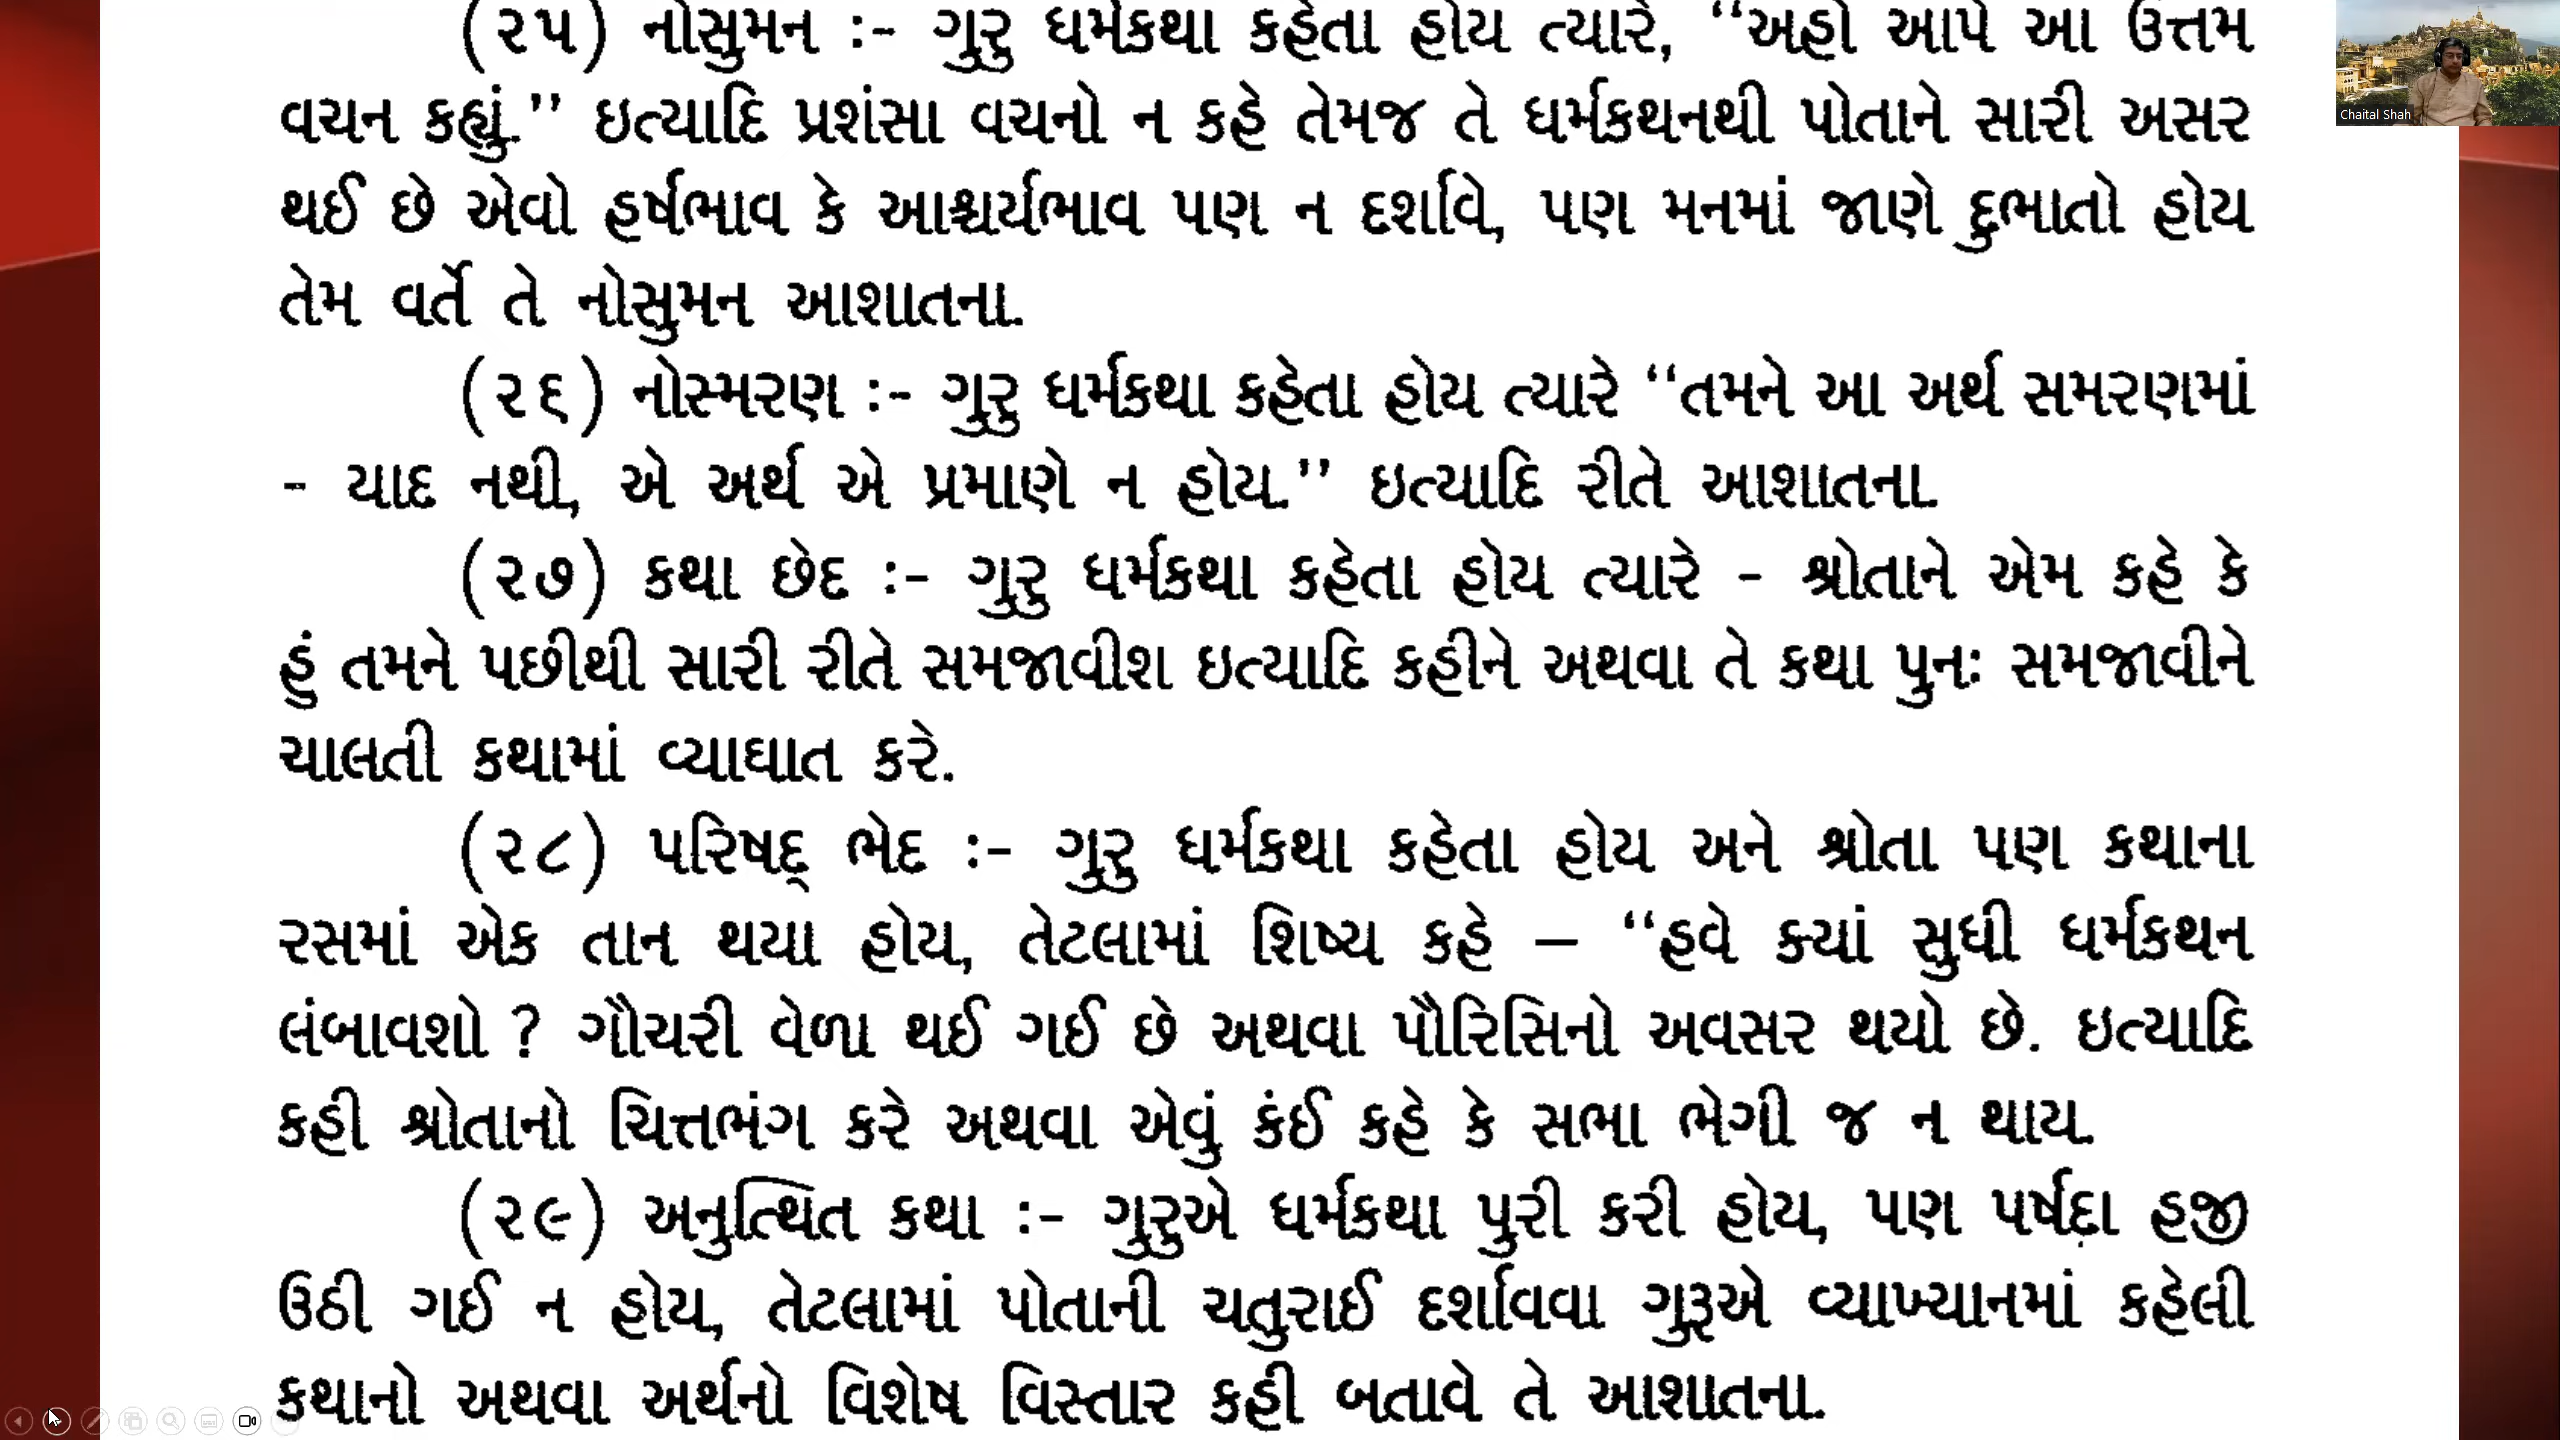 (૨૫) નોસુમન :- ગુરુ ધર્મકથા કહેતા હોય ત્યારે, ‘‘અહો આપે આ ઉત્તમ
વચન કહ્યું.’’ ઇત્યાદિ પ્રશંસા વચનો ન કહે તેમજ તે ધર્મકથનથી પોતાને સારી અસર
થઈ છે એવો હર્ષભાવ કે આશ્ચર્યભાવ પણ ન દર્શાવે, પણ મનમાં જાણે દુભાતો હોય
તેમ વર્તે તે નોસુમન આશાતના.
(૨૬) નોસ્મરણ :- ગુરુ ધર્મકથા કહેતા હોય ત્યારે ‘‘તમને આ અર્થ સમરણમાં
- યાદ નથી, એ અર્થ એ પ્રમાણે ન હોય.’’ ઇત્યાદિ રીતે આશાતના.
(૨૭) કથા છેદ :- ગુરુ ધર્મકથા કહેતા હોય ત્યારે - શ્રોતાને એમ કહે કે
હું તમને પછીથી સારી રીતે સમજાવીશ ઇત્યાદિ કહીને અથવા તે કથા પુનઃ સમજાવીને
ચાલતી કથામાં વ્યાઘાત કરે.
(૨૮) પરિષદ્ ભેદ :- ગુરુ ધર્મકથા કહેતા હોય અને શ્રોતા પણ કથાના
રસમાં એક તાન થયા હોય, તેટલામાં શિષ્ય કહે – ‘‘હવે ક્યાં સુધી ધર્મકથન
લંબાવશો ? ગૌચરી વેળા થઈ ગઈ છે અથવા પૌરિસિનો અવસર થયો છે. ઇત્યાદિ
કહી શ્રોતાનો ચિત્તભંગ કરે અથવા એવું કંઈ કહે કે સભા ભેગી જ ન થાય.
(૨૯) અનુત્થિત કથા :- ગુરુએ ધર્મકથા પુરી કરી હોય, પણ પર્ષદા હજી
ઉઠી ગઈ ન હોય, તેટલામાં પોતાની ચતુરાઈ દર્શાવવા ગુરૂએ વ્યાખ્યાનમાં કહેલી
કથાનો અથવા અર્થનો વિશેષ વિસ્તાર કહી બતાવે તે આશાતના.
Chaital Shah